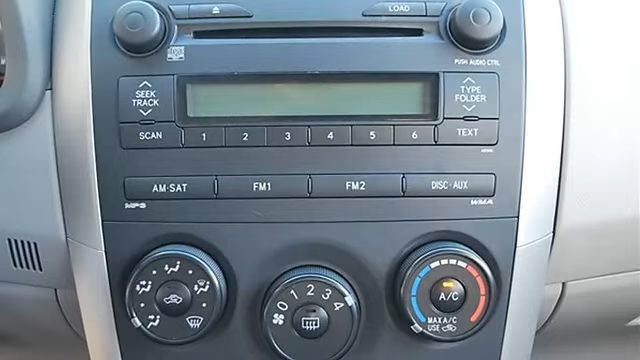 LOAD
PUSH AUDIO CTRL
SEEK
TRACK
TYPE
FOLDER
SCAN
1 2 3 4 5 6
TEXT
AM·SAT FM1 FM2 DISC·AUX
MP3 WMA
0 1 2 3 4
A/C
MAX A/C
USE